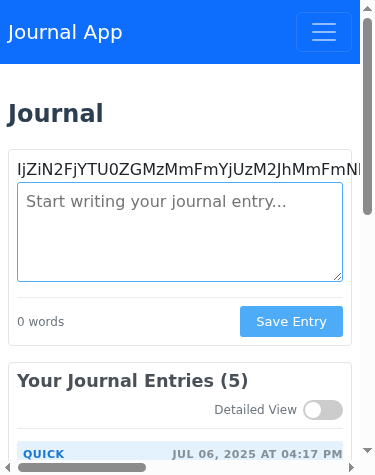 Journal App
Journal
Start writing your journal entry...
0 words
Save Entry
Your Journal Entries (5)
Detailed View
QUICK
JUL 06, 2025 AT 04:17 PM